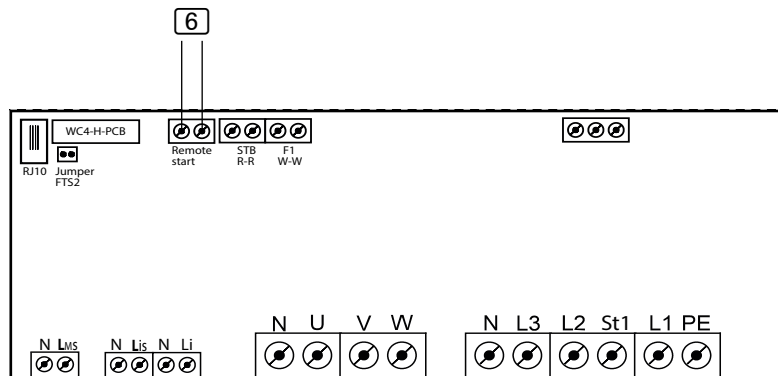 6
WC4-H-PCB
RJ10
Jumper
FTS2
Remote
start
STB
R-R
F1
W-W
N LMS
N Lis N Li
N U V W
N L3 L2 St1 L1 PE